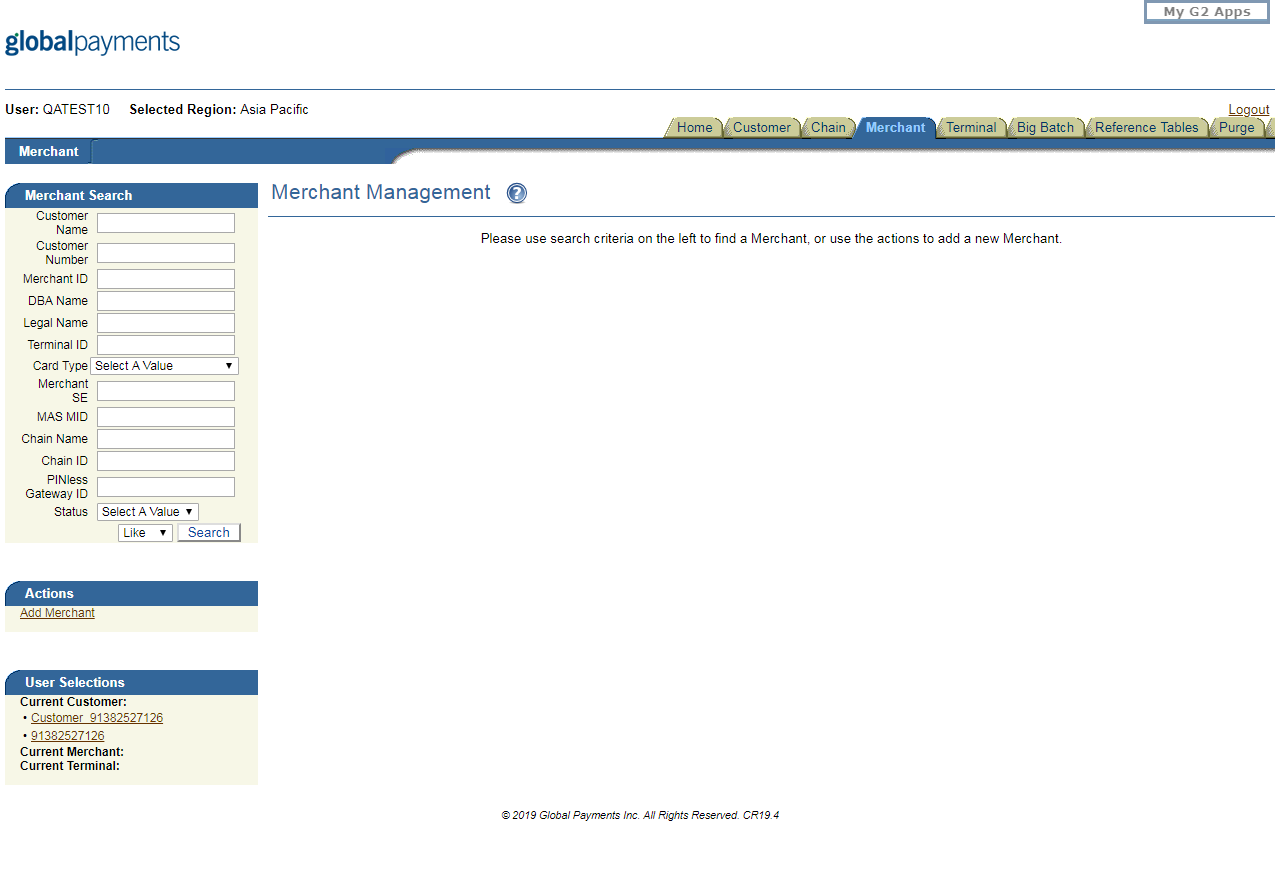 My G2 Apps
globalpayments
User: QATEST10 Selected Region: Asia Pacific
Logout
Home Customer Chain Merchant Terminal Big Batch Reference Tables Purge
Merchant
Merchant Search
Customer Name
Customer Number
Merchant ID
DBA Name
Legal Name
Terminal ID
Card Type Select A Value
Merchant SE
MAS MID
Chain Name
Chain ID
PINless Gateway ID
Status Select A Value
Like Search
Merchant Management ?
Please use search criteria on the left to find a Merchant, or use the actions to add a new Merchant.
Actions
Add Merchant
User Selections
Current Customer:
• Customer_91382527126
• 91382527126
Current Merchant:
Current Terminal:
© 2019 Global Payments Inc. All Rights Reserved. CR19.4